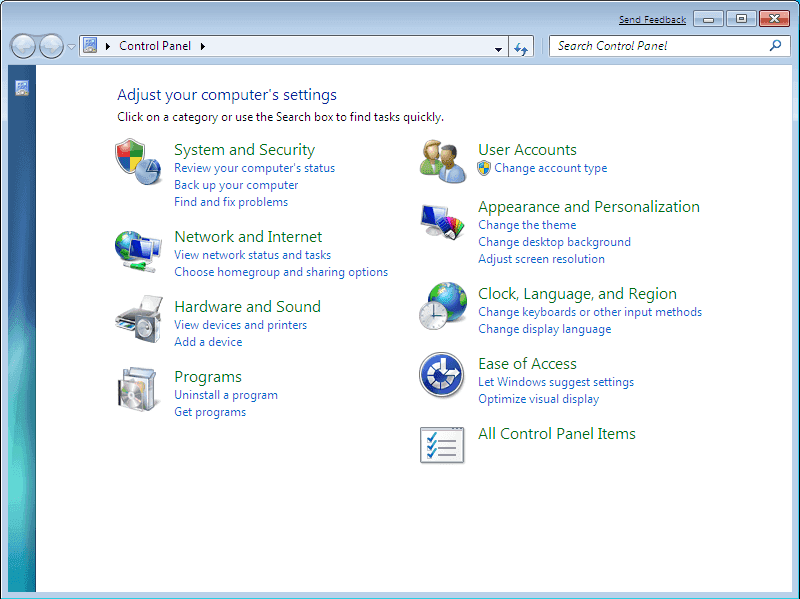 Send Feedback
Control Panel
Search Control Panel
Adjust your computer's settings
Click on a category or use the Search box to find tasks quickly.
System and Security
Review your computer's status
Back up your computer
Find and fix problems
Network and Internet
View network status and tasks
Choose homegroup and sharing options
Hardware and Sound
View devices and printers
Add a device
Programs
Uninstall a program
Get programs
User Accounts
Change account type
Appearance and Personalization
Change the theme
Change desktop background
Adjust screen resolution
Clock, Language, and Region
Change keyboards or other input methods
Change display language
Ease of Access
Let Windows suggest settings
Optimize visual display
All Control Panel Items